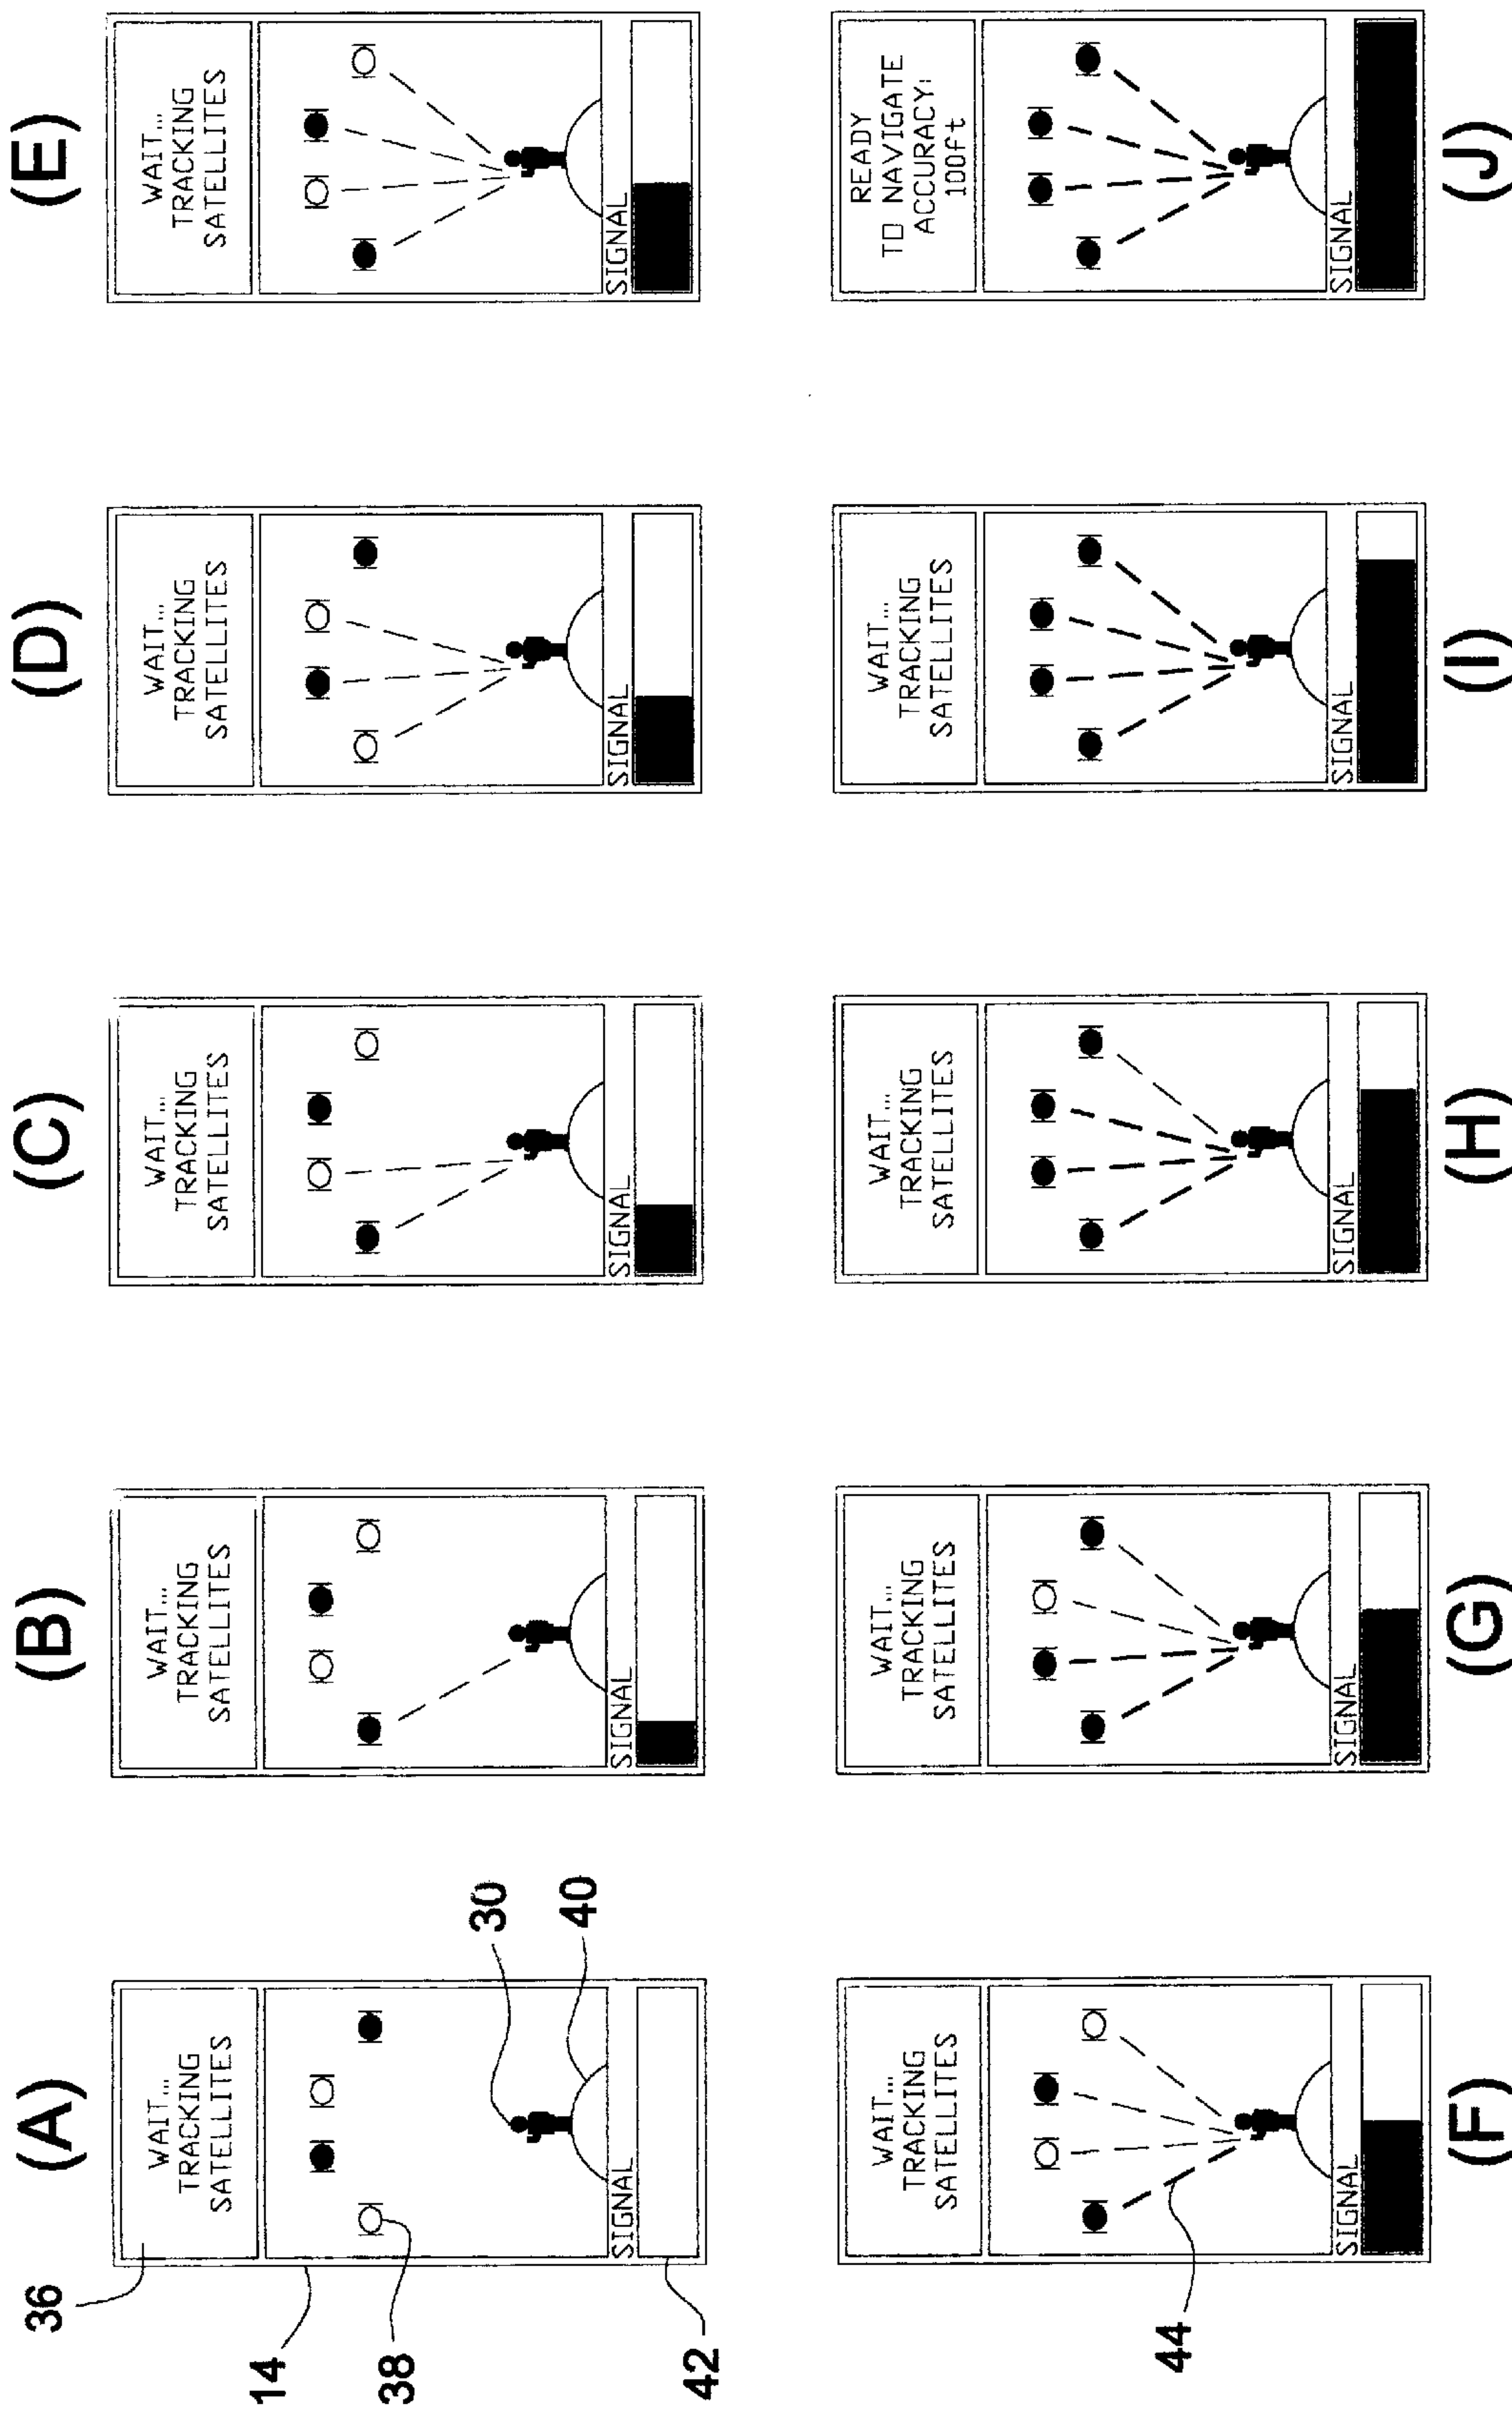 (A)
36
WAIT...
TRACKING
SATELLITES
14
38
30
40
SIGNAL
42
(B)
WAIT...
TRACKING
SATELLITES
SIGNAL
(C)
WAIT...
TRACKING
SATELLITES
SIGNAL
(D)
WAIT...
TRACKING
SATELLITES
SIGNAL
(E)
WAIT...
TRACKING
SATELLITES
SIGNAL
WAIT...
TRACKING
SATELLITES
44
SIGNAL
(F)
WAIT...
TRACKING
SATELLITES
SIGNAL
(G)
WAIT...
TRACKING
SATELLITES
SIGNAL
(H)
WAIT...
TRACKING
SATELLITES
SIGNAL
(I)
READY
TO NAVIGATE
ACCURACY:
100ft
SIGNAL
(J)